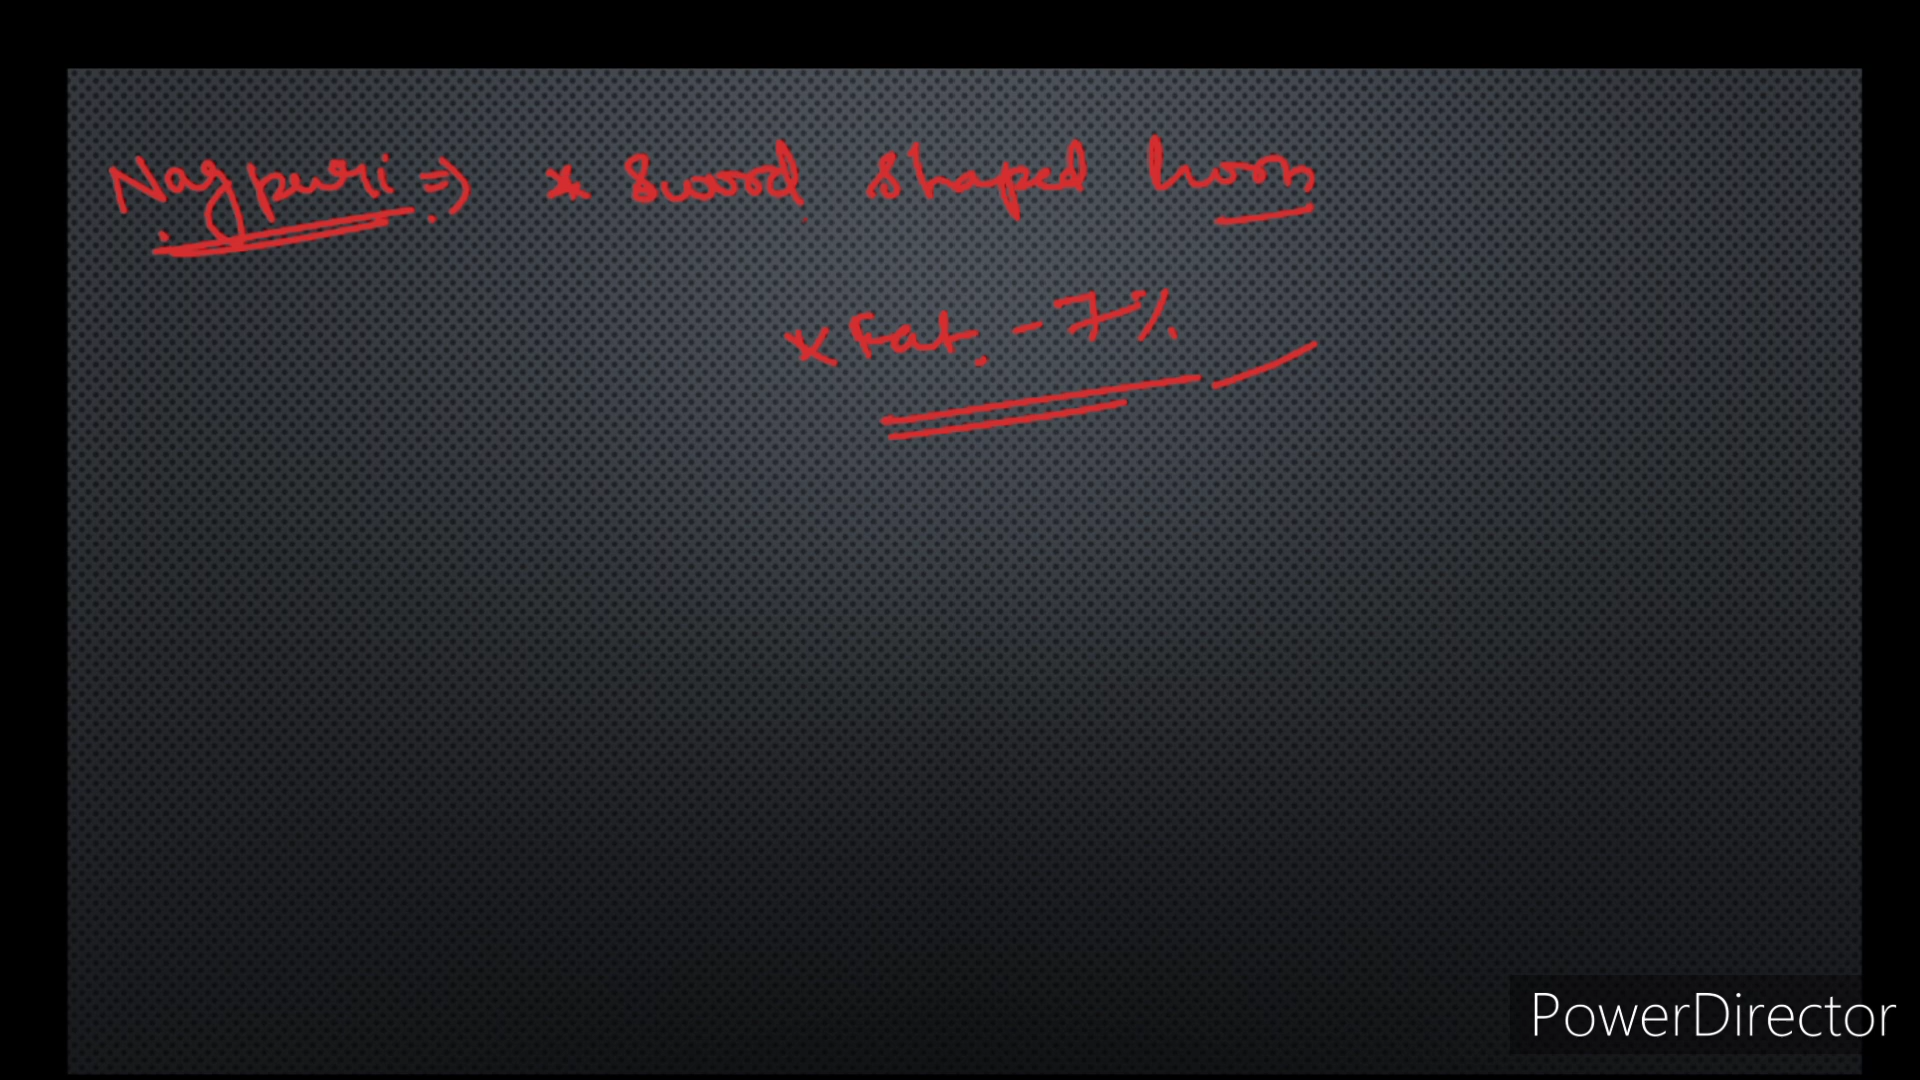 Nagpuri ⇒ * Sword shaped horn
* Fat. - 7%
PowerDirector